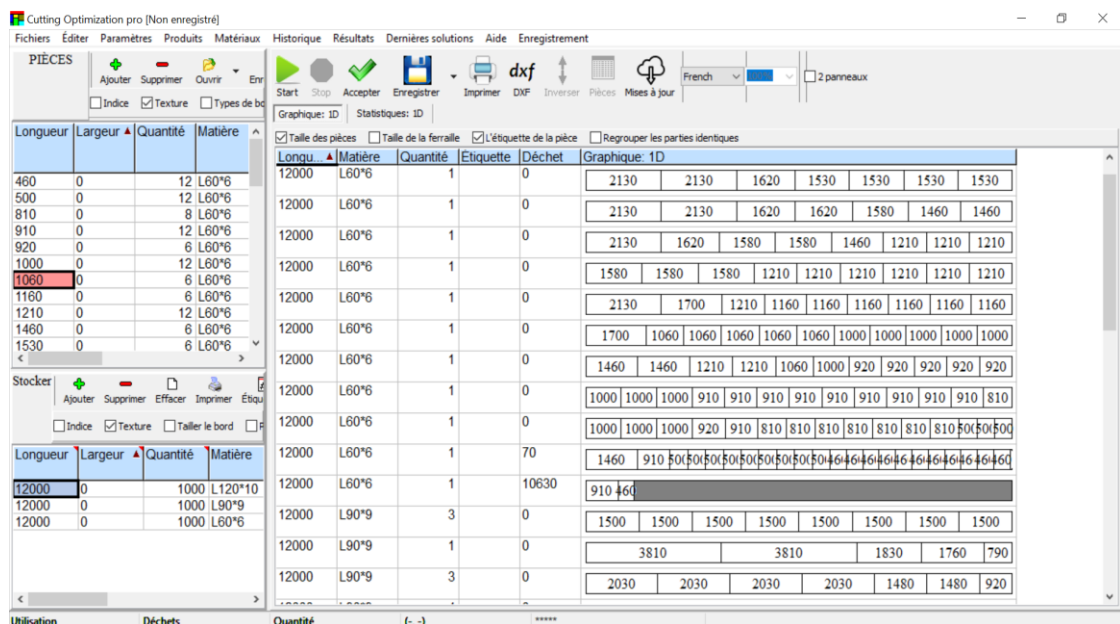 Cutting Optimization pro [Non enregistré]
Fichiers Éditer Paramètres Produits Matériaux Historique Résultats Dernières solutions Aide Enregistrement
PIÈCES
Ajouter Supprimer Ouvrir Enr
Indice Texture Types de bo
Start Stop Accepter Enregistrer Imprimer DXF Inverser Pièces Mises à jour
dxf
French
2 panneaux
Graphique: 1D Statistiques: 1D
Taille des pièces Taille de la ferraille L'étiquette de la pièce Regrouper les parties identiques
Longueur Largeur Quantité Matière
460 0 12 L60*6
500 0 12 L60*6
810 0 8 L60*6
910 0 12 L60*6
920 0 6 L60*6
1000 0 12 L60*6
1060 0 6 L60*6
1160 0 6 L60*6
1210 0 12 L60*6
1460 0 6 L60*6
1530 0 6 L60*6
Stocker
Ajouter Supprimer Effacer Imprimer Étiqu
Indice Texture Tailler le bord
Longueur Largeur Quantité Matière
12000 0 1000 L120*10
12000 0 1000 L90*9
12000 0 1000 L60*6
Longu... Matière Quantité Étiquette Déchet Graphique: 1D
12000 L60*6 1 0 2130 2130 1620 1530 1530 1530 1530
12000 L60*6 1 0 2130 2130 1620 1620 1580 1460 1460
12000 L60*6 1 0 2130 1620 1580 1580 1460 1210 1210 1210
12000 L60*6 1 0 1580 1580 1580 1210 1210 1210 1210 1210 1210
12000 L60*6 1 0 2130 1700 1210 1160 1160 1160 1160 1160 1160
12000 L60*6 1 0 1700 1060 1060 1060 1060 1060 1000 1000 1000 1000 1000
12000 L60*6 1 0 1460 1460 1210 1210 1060 1000 920 920 920 920 920
12000 L60*6 1 0 1000 1000 1000 910 910 910 910 910 910 910 910 910 810
12000 L60*6 1 0 1000 1000 1000 920 910 810 810 810 810 810 810 810 500 500 500
12000 L60*6 1 70 1460 910
12000 L60*6 1 10630 910 460
12000 L90*9 3 0 1500 1500 1500 1500 1500 1500 1500 1500
12000 L90*9 1 0 3810 3810 1830 1760 790
12000 L90*9 3 0 2030 2030 2030 2030 1480 1480 920
Utilisation Déchets Quantité (-, -) *****